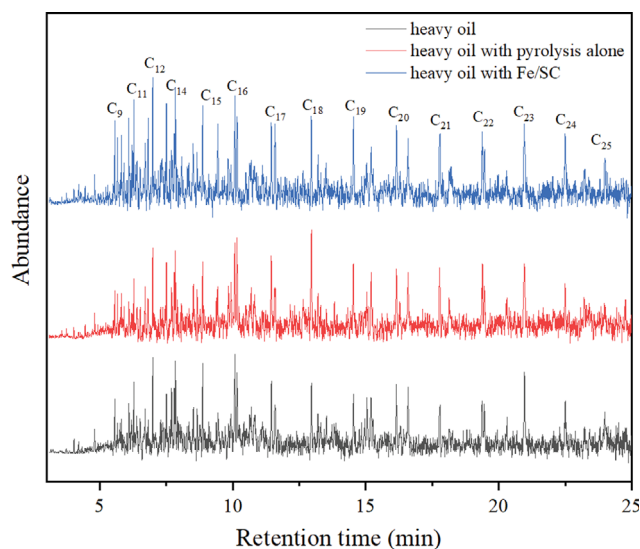 heavy oil
heavy oil with pyrolysis alone
heavy oil with Fe/SC
C9
C11
C12
C14
C15
C16
C17
C18
C19
C20
C21
C22
C23
C24
C25
Abundance
5
10
15
20
25
Retention time (min)